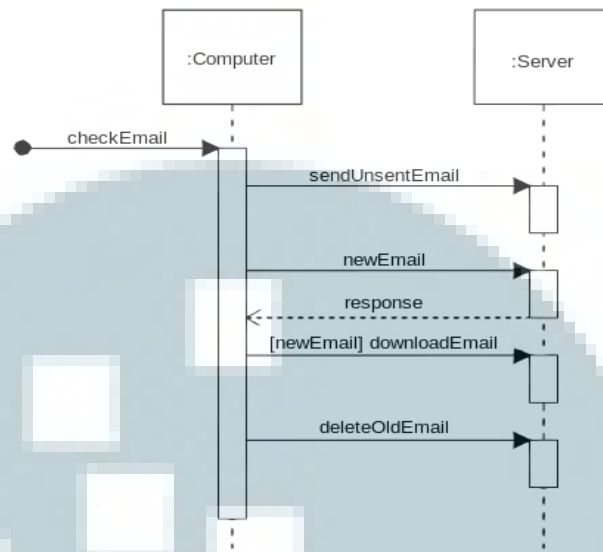 :Computer
:Server
checkEmail
sendUnsentEmail
newEmail
response
[newEmail] downloadEmail
deleteOldEmail